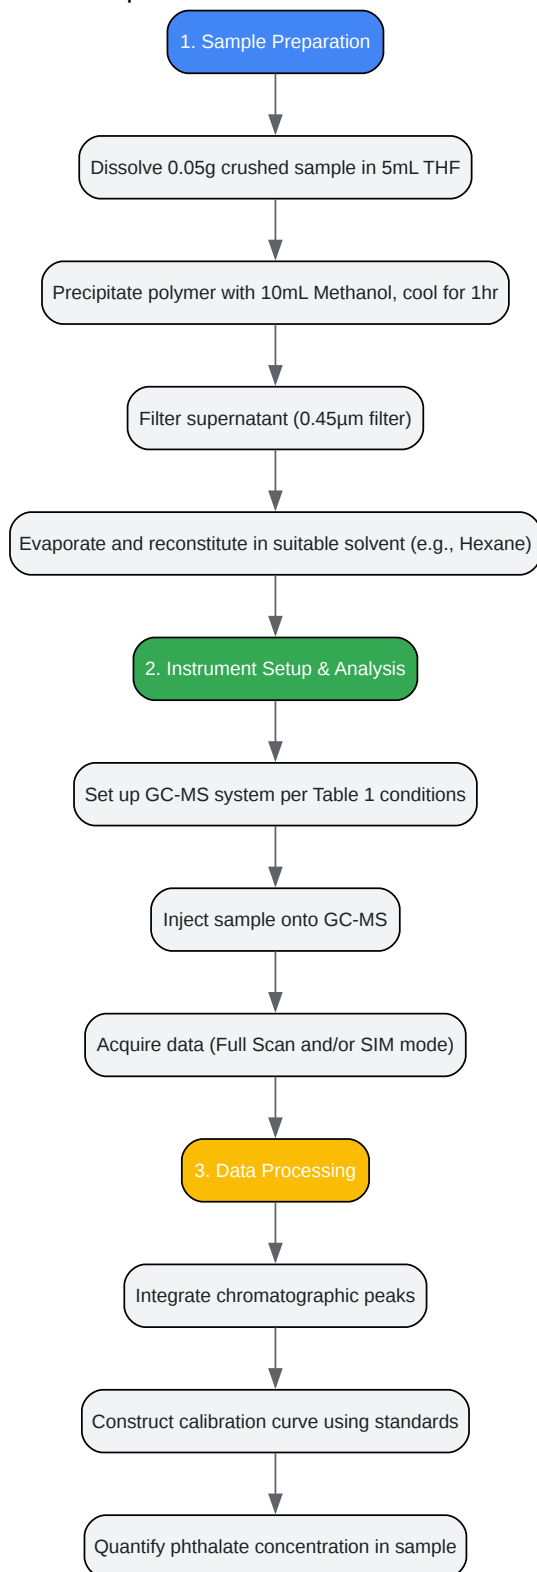 1. Sample Preparation
Dissolve 0.05g crushed sample in 5mL THF
Precipitate polymer with 10mL Methanol, cool for 1hr
Filter supernatant (0.45µm filter)
Evaporate and reconstitute in suitable solvent (e.g., Hexane)
2. Instrument Setup & Analysis
Set up GC-MS system per Table 1 conditions
Inject sample onto GC-MS
Acquire data (Full Scan and/or SIM mode)
3. Data Processing
Integrate chromatographic peaks
Construct calibration curve using standards
Quantify phthalate concentration in sample